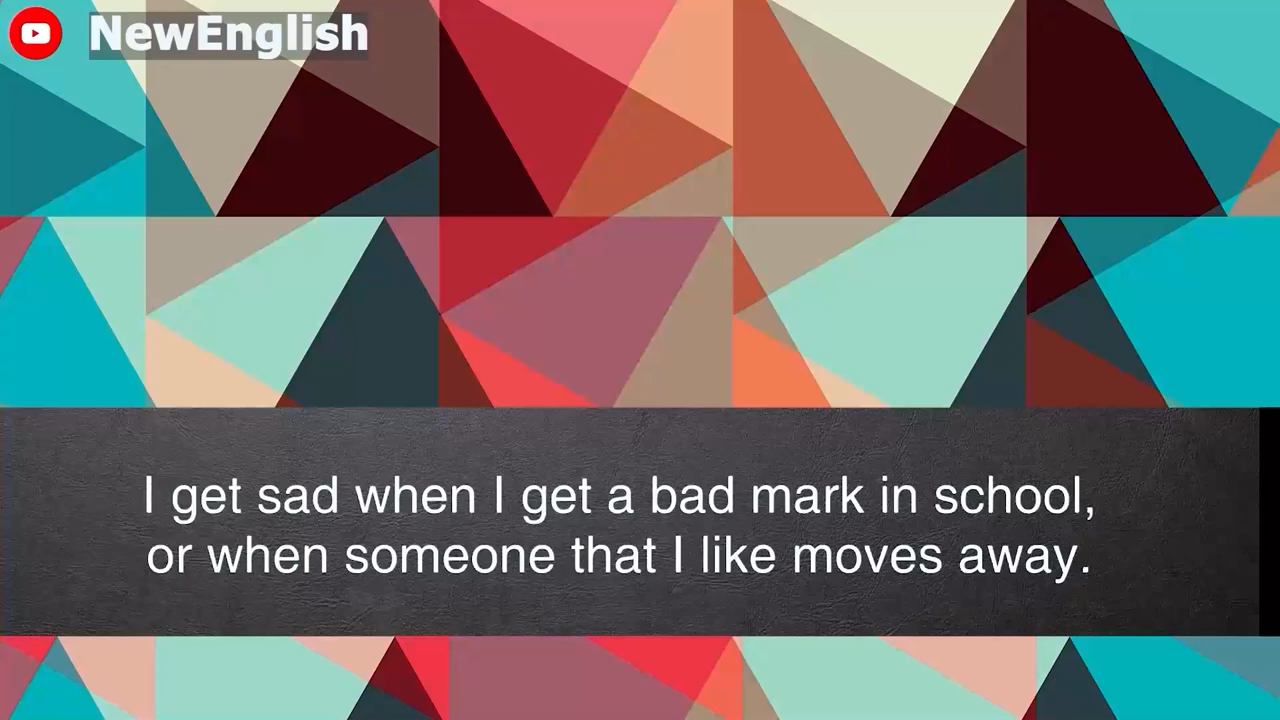 NewEnglish
I get sad when I get a bad mark in school,
or when someone that I like moves away.